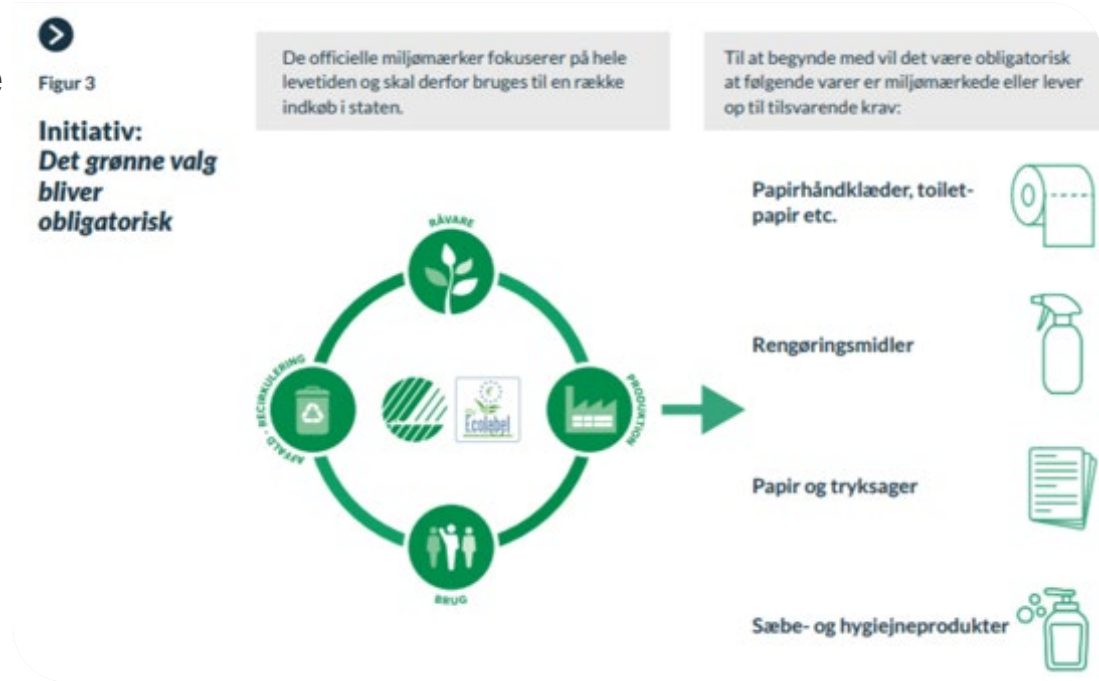 Figur 3
Initiativ:
Det grønne valg
bliver
obligatorisk
De officielle miljømærker fokuserer på hele
levetiden og skal derfor bruges til en række
indkøb i staten.
Til at begynde med vil det være obligatorisk
at følgende varer er miljømærkede eller lever
op til tilsvarende krav:
RÅVARE
PRODUKTION
BRUG
AFFALD - RECIRKULERING
Ecolabel
Papirhåndklæder, toilet-
papir etc.
Rengøringsmidler
Papir og tryksager
Sæbe- og hygiejneprodukter